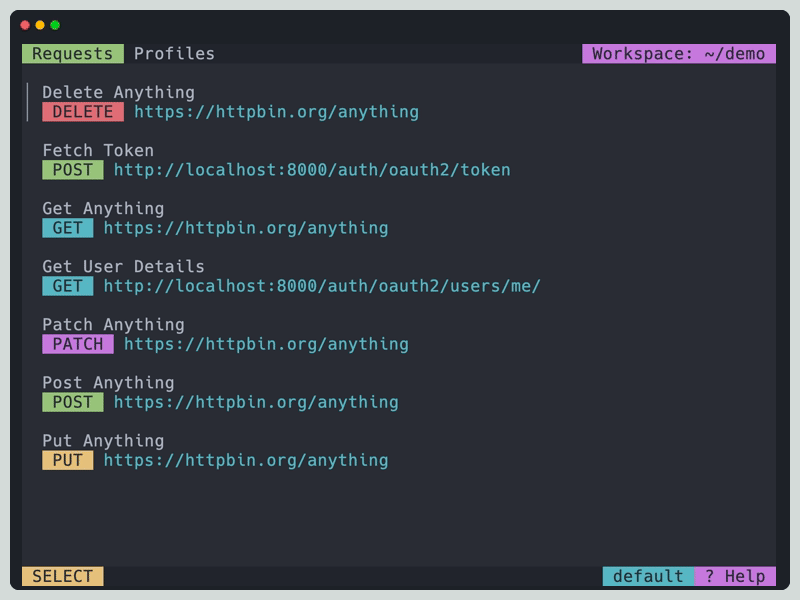 Requests Profiles Workspace: ~/demo
Delete Anything
DELETE https://httpbin.org/anything
Fetch Token
POST http://localhost:8000/auth/oauth2/token
Get Anything
GET https://httpbin.org/anything
Get User Details
GET http://localhost:8000/auth/oauth2/users/me/
Patch Anything
PATCH https://httpbin.org/anything
Post Anything
POST https://httpbin.org/anything
Put Anything
PUT https://httpbin.org/anything
SELECT default ? Help